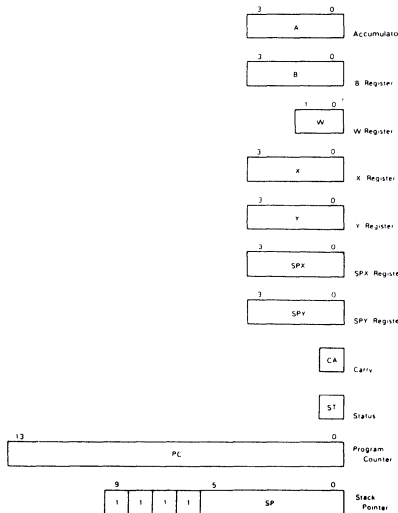 3 0
A
Accumulato
3 0
B
B Register
1 0
W
W Register
3 0
X
X Register
3 0
Y
Y Register
3 0
SPX
SPX Registe
3 0
SPY
SPY Registe
CA
Carry
ST
Status
13 0
PC
Program
Counter
9 5 0
1 1 1 1 SP
Stack
Pointer